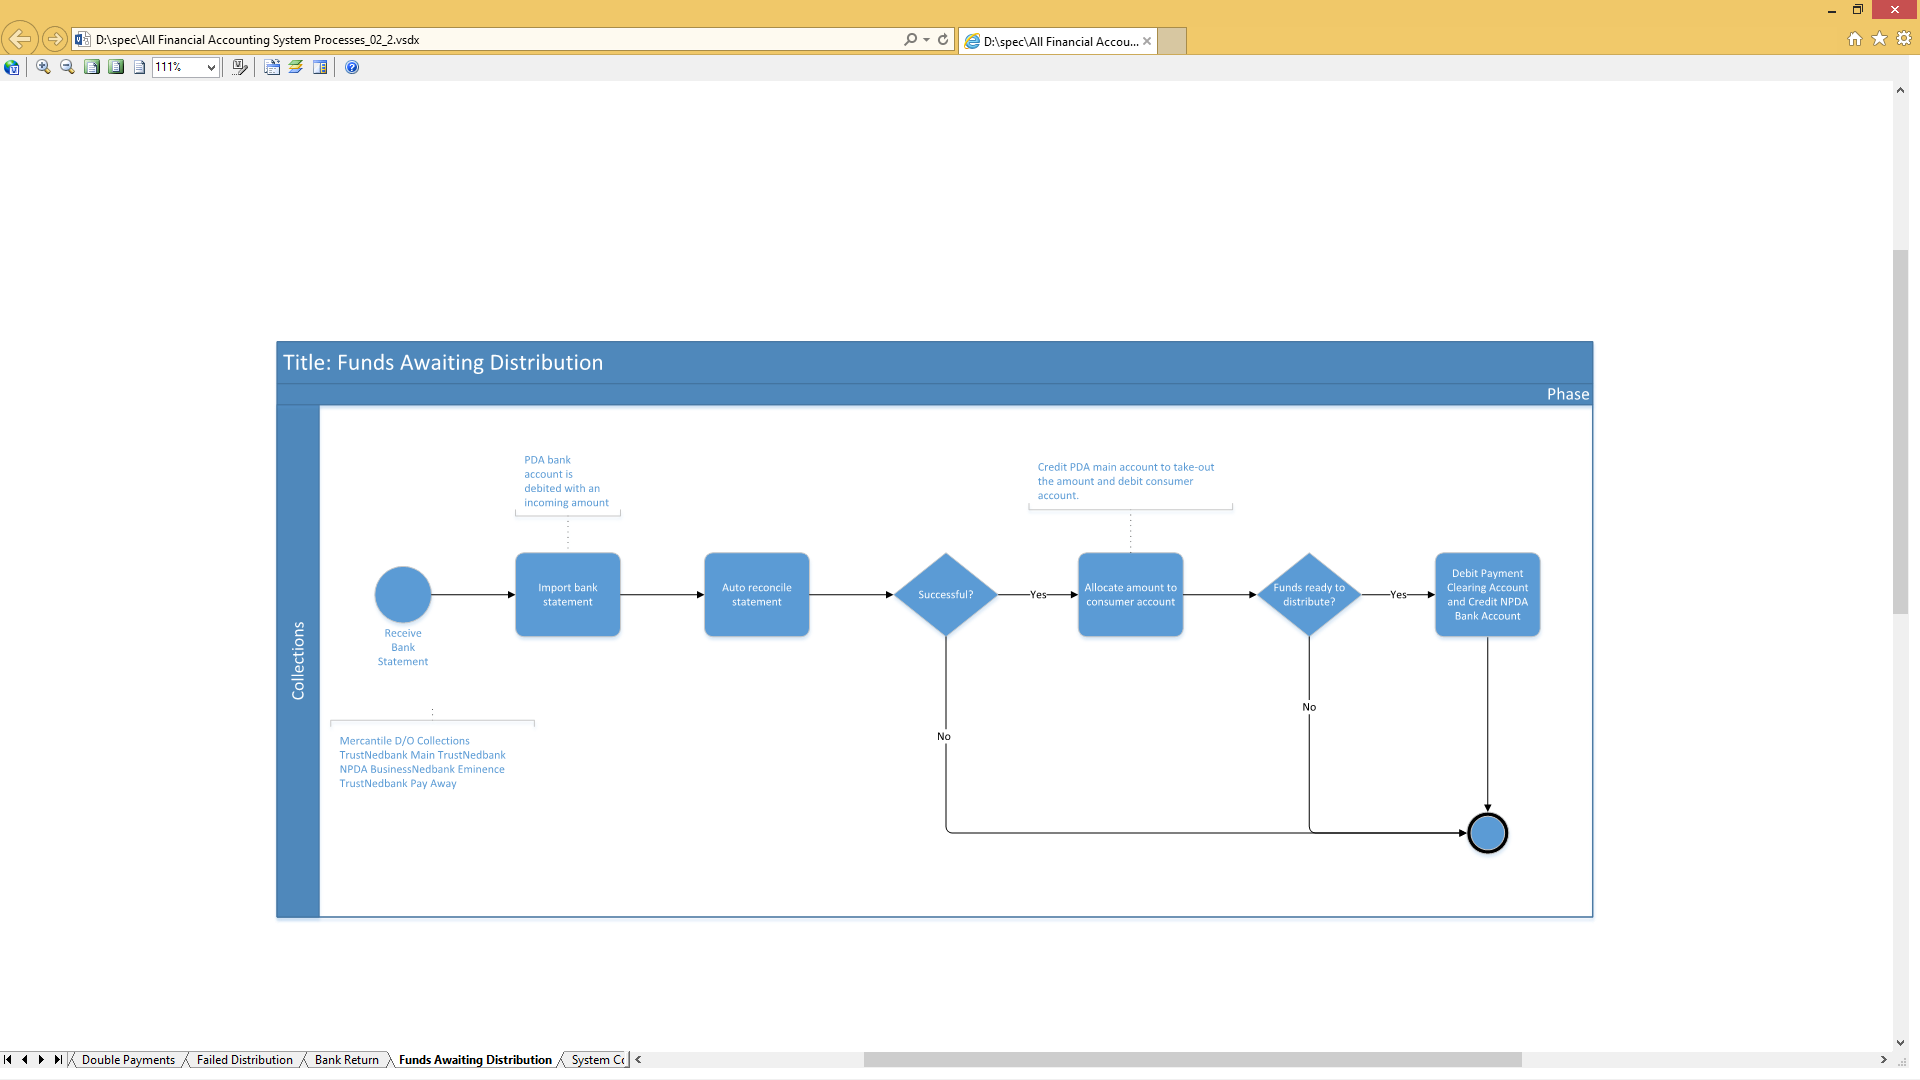 D:\spec\All Financial Accounting System Processes_02_2.vsdx
D:\spec\All Financial Accou...
111%
Title: Funds Awaiting Distribution
Phase
Collections
PDA bank
account is
debited with an
incoming amount
Credit PDA main account to take-out
the amount and debit consumer
account.
Receive
Bank
Statement
Import bank
statement
Auto reconcile
statement
Successful?
Yes
Allocate amount to
consumer account
Funds ready to
distribute?
Yes
Debit Payment
Clearing Account
and Credit NPDA
Bank Account
No
No
Mercantile D/O Collections
TrustNedbank Main TrustNedbank
NPDA BusinessNedbank Eminence
TrustNedbank Pay Away
Double Payments
Failed Distribution
Bank Return
Funds Awaiting Distribution
System Co